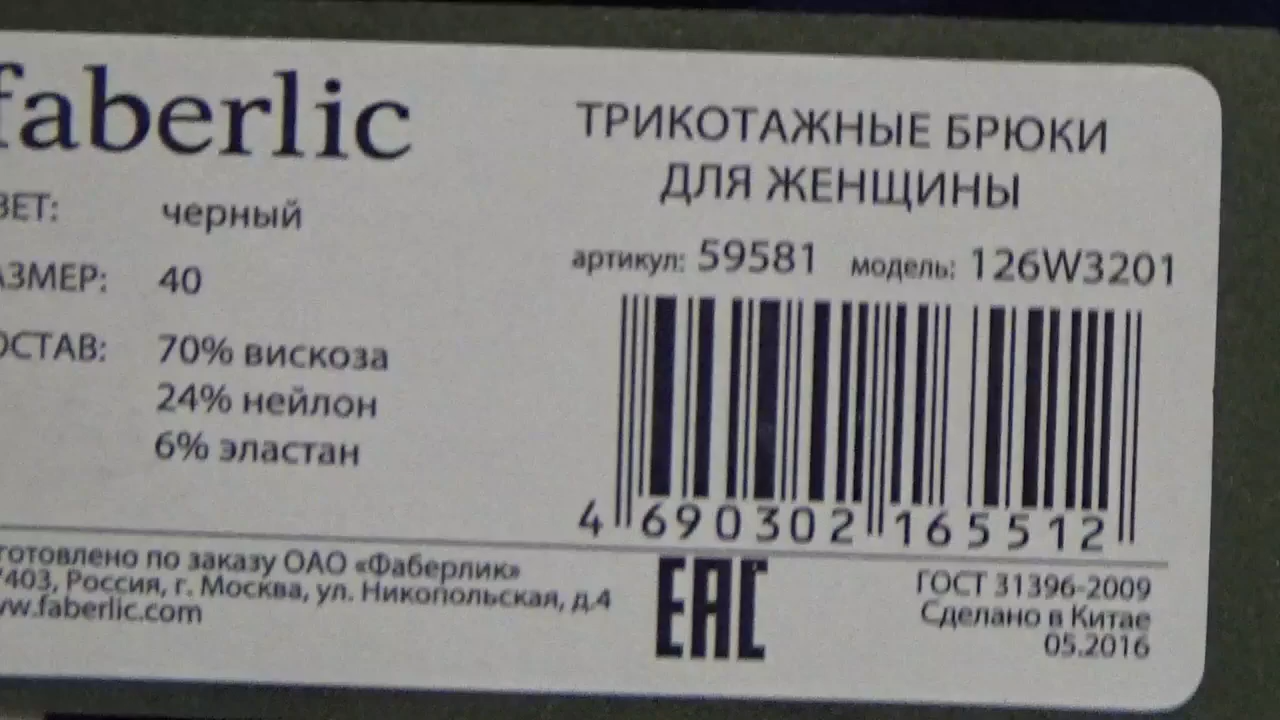 faberlic
ТРИКОТАЖНЫЕ БРЮКИ
ДЛЯ ЖЕНЩИНЫ
ВЕТ: черный
АЗМЕР: 40
ОСТАВ: 70% вискоза
24% нейлон
6% эластан
артикул: 59581 модель: 126W3201
4 690302 165512
готовлено по заказу ОАО «Фаберлик»
7403, Россия, г. Москва, ул. Никопольская, д.4
ww.faberlic.com
EAC
ГОСТ 31396-2009
Сделано в Китае
05.2016